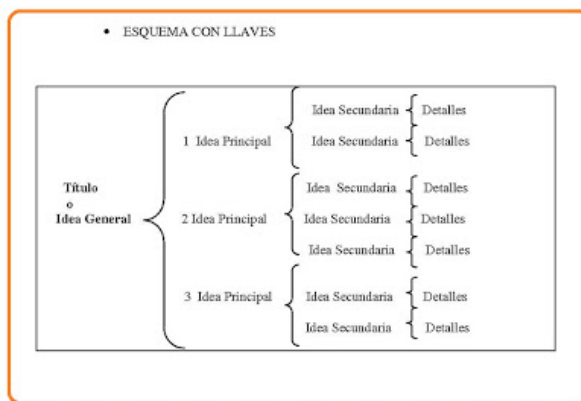 • ESQUEMA CON LLAVES
Idea Secundaria Detalles
1 Idea Principal
Idea Secundaria Detalles
Idea Secundaria Detalles
Título
o
Idea General
2 Idea Principal
Idea Secundaria Detalles
Idea Secundaria Detalles
3 Idea Principal
Idea Secundaria Detalles
Idea Secundaria Detalles